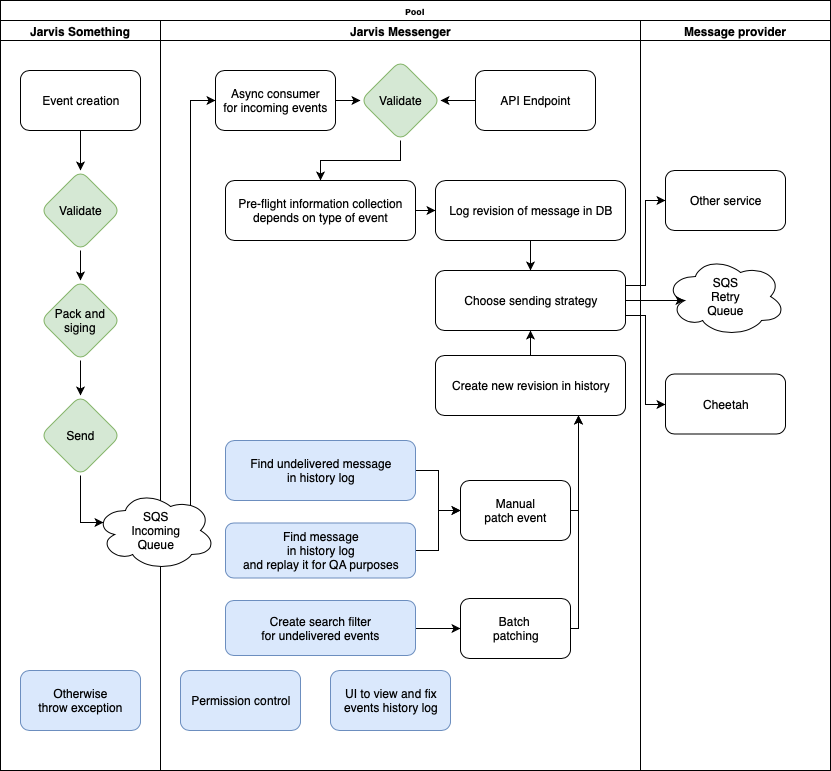 Pool
Jarvis Something
Jarvis Messenger
Message provider
Event creation
Validate
Pack and
siging
Send
SQS
Incoming
Queue
Otherwise
throw exception
Async consumer
for incoming events
Validate
API Endpoint
Pre-flight information collection
depends on type of event
Log revision of message in DB
Choose sending strategy
Create new revision in history
Find undelivered message
in history log
Manual
patch event
Find message
in history log
and replay it for QA purposes
Create search filter
for undelivered events
Batch
patching
Permission control
UI to view and fix
events history log
Other service
SQS
Retry
Queue
Cheetah